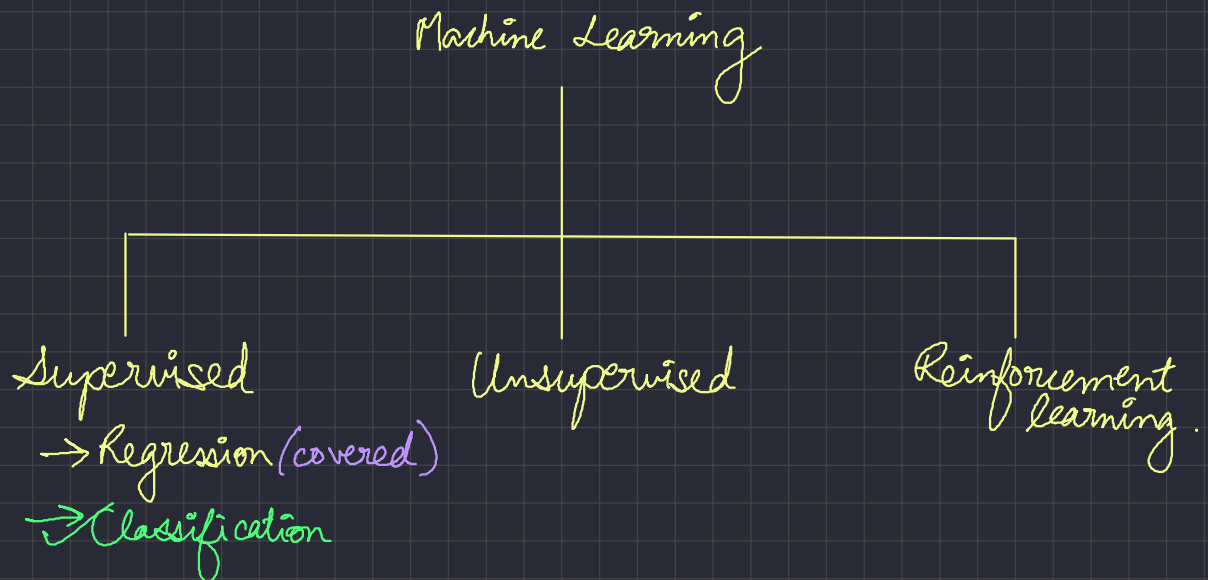 Machine Learning
Supervised
Unsupervised
Reinforcement
learning.
→ Regression (covered)
→ Classification